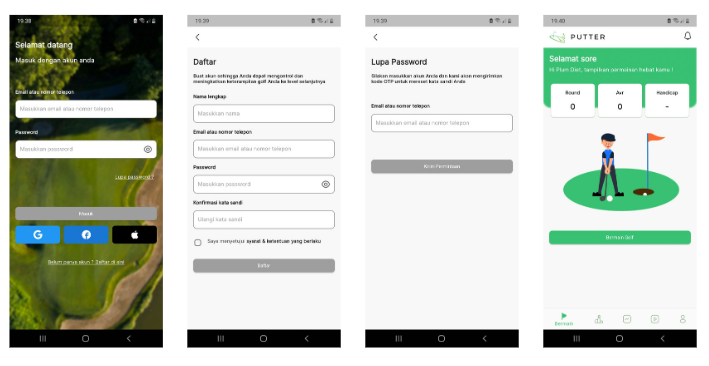 19.38
Selamat datang
Masuk dengan akun anda
Email atau nomor telepon
Masukkan email atau nomor telepon
Password
Masukkan password
Lupa password ?
Masuk
Belum punya akun ? Daftar disini
19.39
Daftar
Buat akun sehingga Anda dapat mengontrol dan
meningkatkan keterampilan golf Anda ke level selanjutnya
Nama lengkap
Masukkan nama
Email atau nomor telepon
Masukkan email atau nomor telepon
Password
Masukkan password
Konfirmasi kata sandi
Ulangi kata sandi
Saya menyetujui syarat & ketentuan yang berlaku
Daftar
19.39
Lupa Password
Silakan masukkan akun Anda dan kami akan mengirimkan
kode OTP untuk mereset kata sandi Anda
Email atau nomor telepon
Masukkan email atau nomor telepon
Kirim Permintaan
19.40
PUTTER
Selamat sore
Hi Plum Dist, tampilkan permainan hebat kamu !
Round
0
Avr
0
Handicap
-
Bermain Golf
Bermain